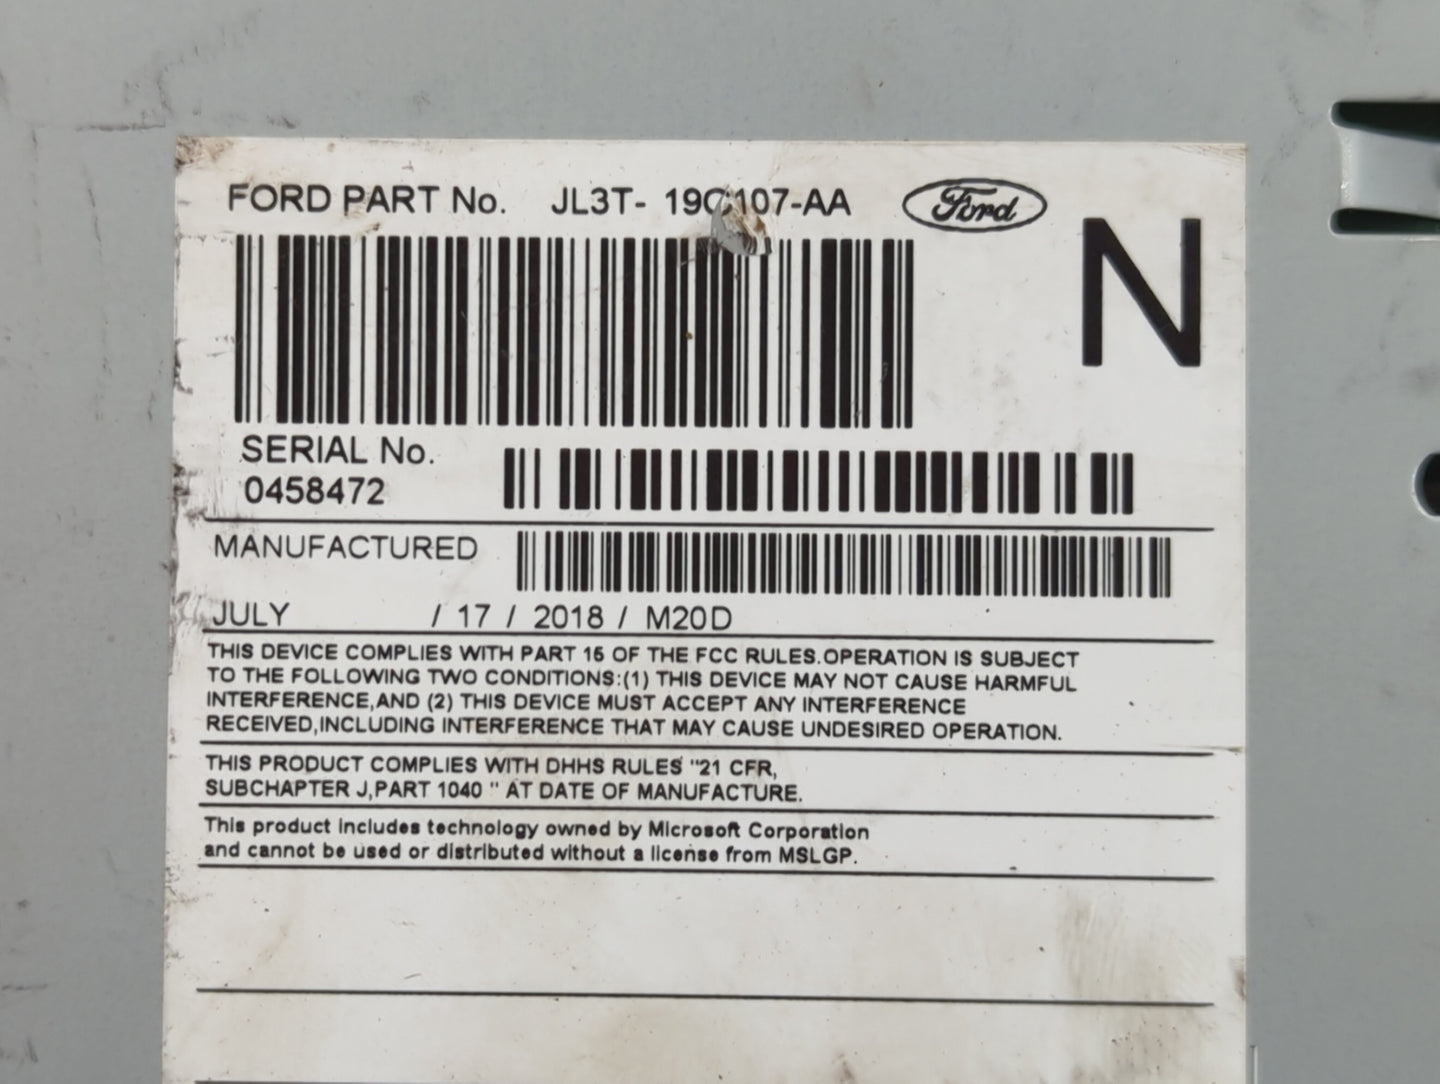 FORD PART No. JL3T- 19C107-AA Ford
N
SERIAL No.
0458472
MANUFACTURED
JULY / 17 / 2018 / M20D
THIS DEVICE COMPLIES WITH PART 15 OF THE FCC RULES.OPERATION IS SUBJECT
TO THE FOLLOWING TWO CONDITIONS:(1) THIS DEVICE MAY NOT CAUSE HARMFUL
INTERFERENCE,AND (2) THIS DEVICE MUST ACCEPT ANY INTERFERENCE
RECEIVED,INCLUDING INTERFERENCE THAT MAY CAUSE UNDESIRED OPERATION.
THIS PRODUCT COMPLIES WITH DHHS RULES "21 CFR,
SUBCHAPTER J,PART 1040 " AT DATE OF MANUFACTURE.
This product includes technology owned by Microsoft Corporation
and cannot be used or distributed without a license from MSLGP.